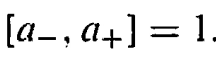 [a₋, a₊] = 1.